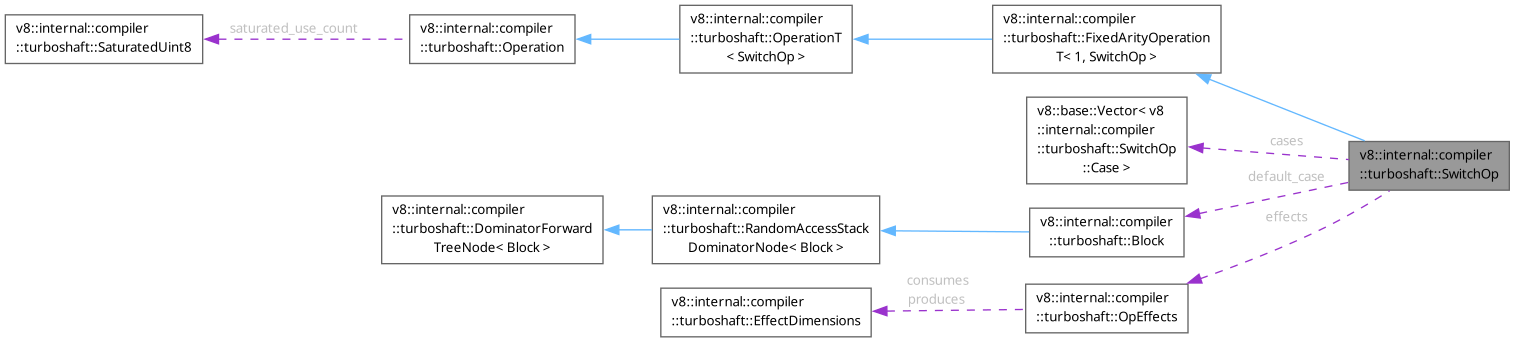 v8::internal::compiler
::turboshaft::SaturatedUint8
saturated_use_count
v8::internal::compiler
::turboshaft::Operation
v8::internal::compiler
::turboshaft::OperationT
< SwitchOp >
v8::internal::compiler
::turboshaft::FixedArityOperation
T< 1, SwitchOp >
v8::base::Vector< v8
::internal::compiler
::turboshaft::SwitchOp
::Case >
cases
v8::internal::compiler
::turboshaft::SwitchOp
default_case
effects
v8::internal::compiler
::turboshaft::DominatorForward
TreeNode< Block >
v8::internal::compiler
::turboshaft::RandomAccessStack
DominatorNode< Block >
v8::internal::compiler
::turboshaft::Block
v8::internal::compiler
::turboshaft::EffectDimensions
consumes
produces
v8::internal::compiler
::turboshaft::OpEffects